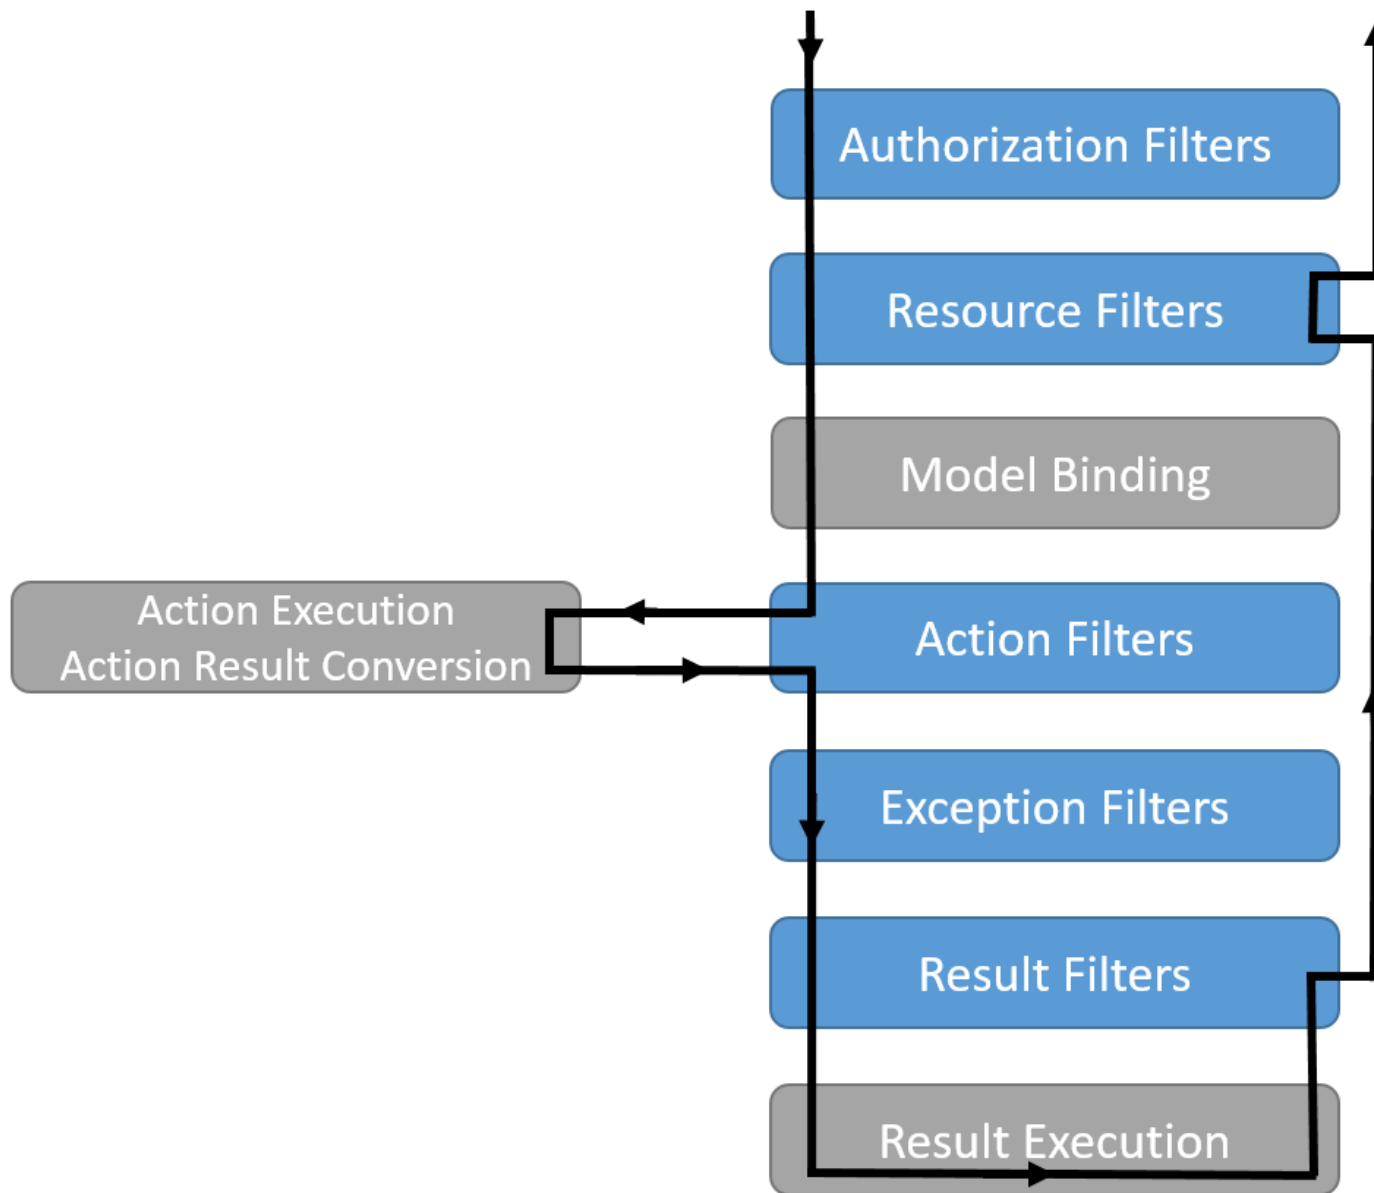 Authorization Filters
Resource Filters
Model Binding
Action Execution
Action Result Conversion
Action Filters
Exception Filters
Result Filters
Result Execution